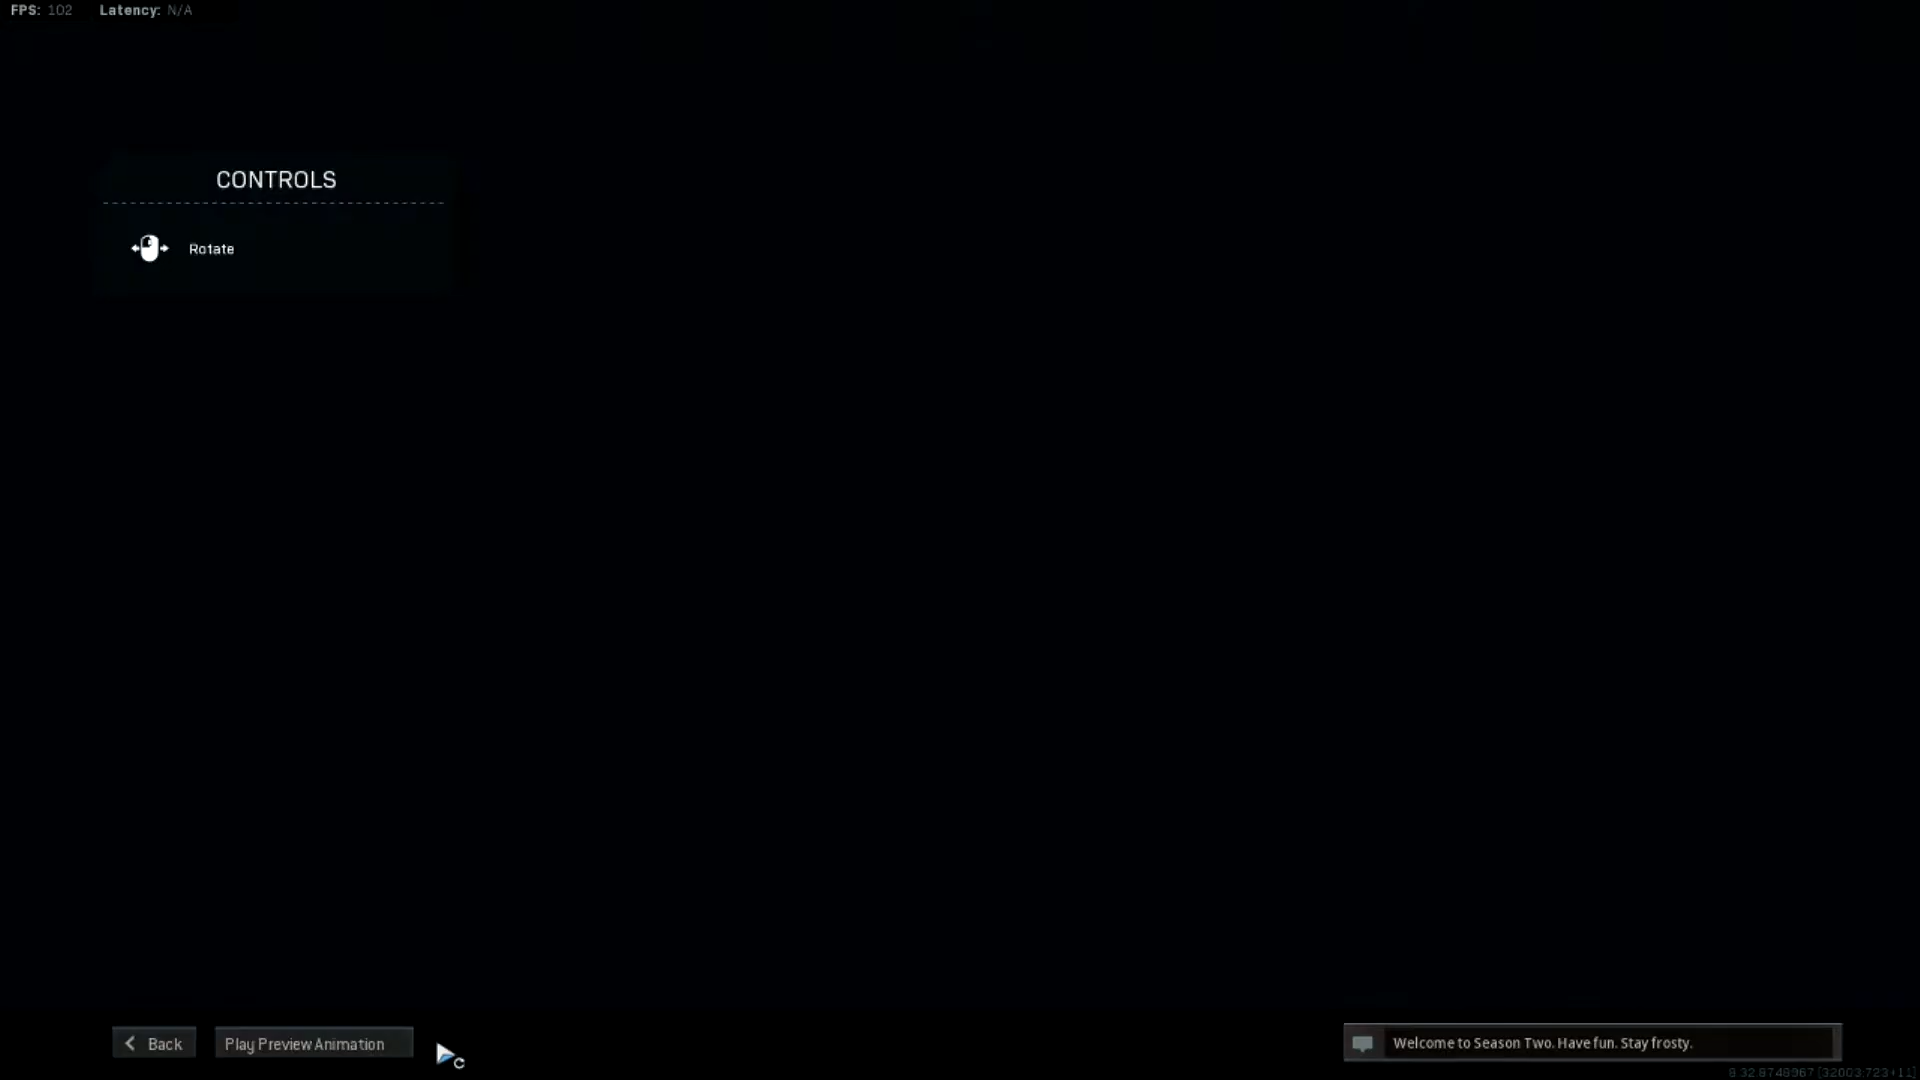 FPS: 102 Latency: N/A
CONTROLS
Rotate
Back
Play Preview Animation
Welcome to Season Two. Have fun. Stay frosty.